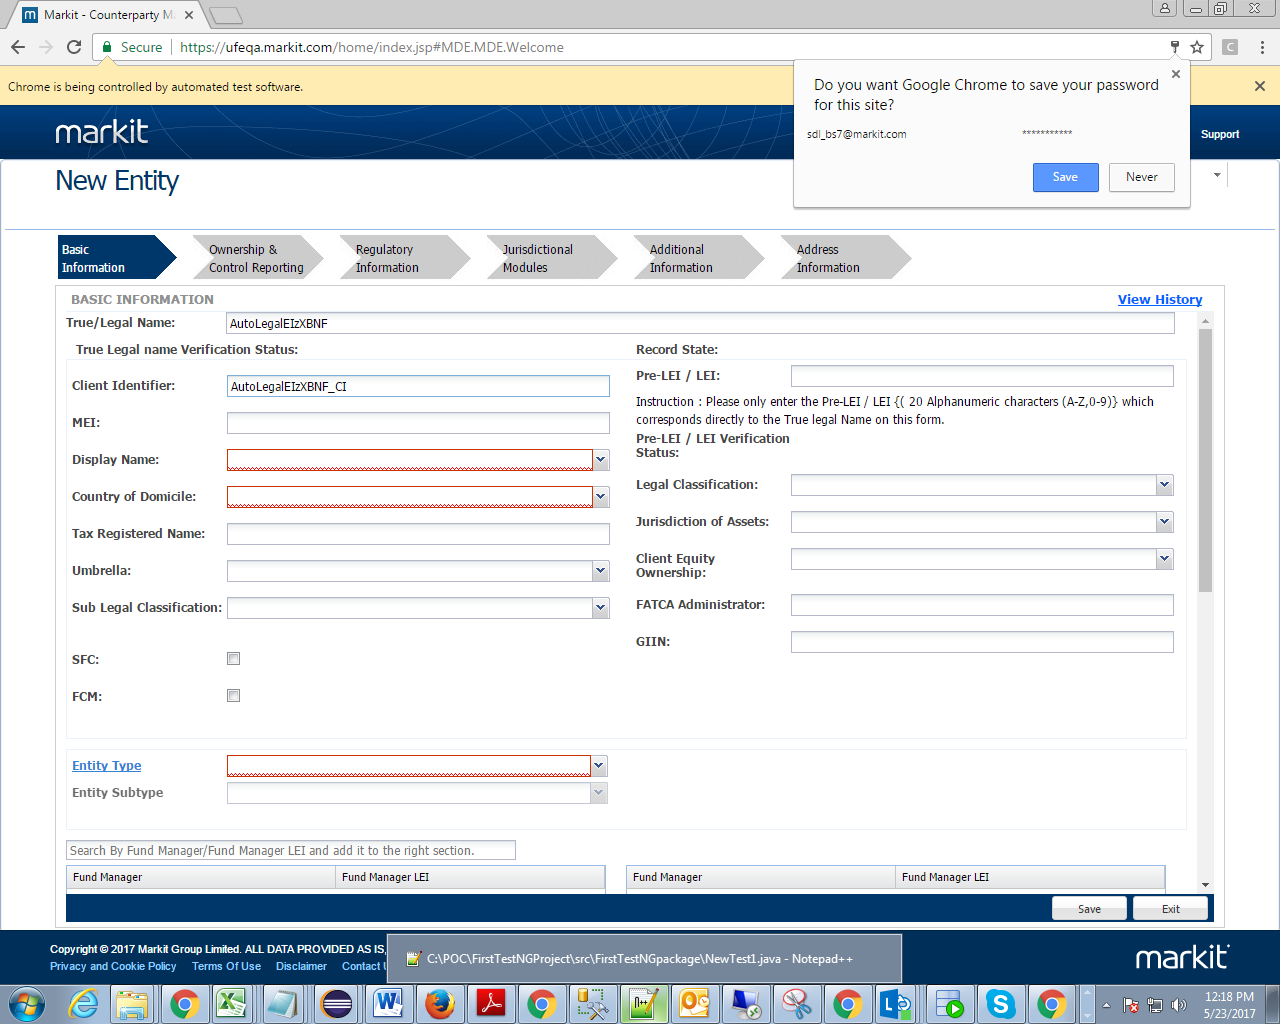 Markit - Counterparty Ma
Secure
https://ufeqa.markit.com/home/index.jsp#MDE.MDE.Welcome
Chrome is being controlled by automated test software.
Do you want Google Chrome to save your password
for this site?
sdl_bs7@markit.com ***********
Save Never
markit
Support
New Entity
Basic
Information
Ownership &
Control Reporting
Regulatory
Information
Jurisdictional
Modules
Additional
Information
Address
Information
BASIC INFORMATION
View History
True/Legal Name: AutoLegalEIzXBNF
True Legal name Verification Status:
Record State:
Client Identifier: AutoLegalEIzXBNF_CI
Pre-LEI / LEI:
Instruction : Please only enter the Pre-LEI / LEI {( 20 Alphanumeric characters (A-Z,0-9)} which
corresponds directly to the True legal Name on this form.
MEI:
Pre-LEI / LEI Verification
Status:
Display Name:
Legal Classification:
Country of Domicile:
Jurisdiction of Assets:
Tax Registered Name:
Client Equity
Ownership:
Umbrella:
Sub Legal Classification:
FATCA Administrator:
GIIN:
SFC:
FCM:
Entity Type
Entity Subtype
Search By Fund Manager/Fund Manager LEI and add it to the right section.
Fund Manager Fund Manager LEI Fund Manager Fund Manager LEI
Save Exit
Copyright © 2017 Markit Group Limited. ALL DATA PROVIDED AS IS,
Privacy and Cookie Policy Terms Of Use Disclaimer Contact U
C:\POC\FirstTestNGProject\src\FirstTestNGpackage\NewTest1.java - Notepad++
markit
12:18 PM
5/23/2017